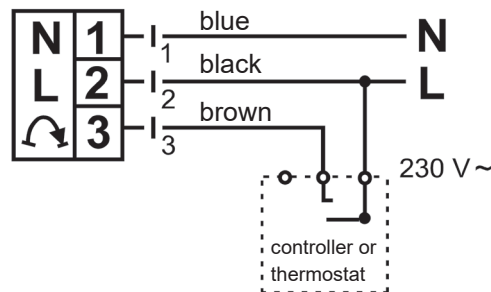 N 1 1 blue N
L 2 2 black L
3 3 brown
230 V ~
controller or
thermostat